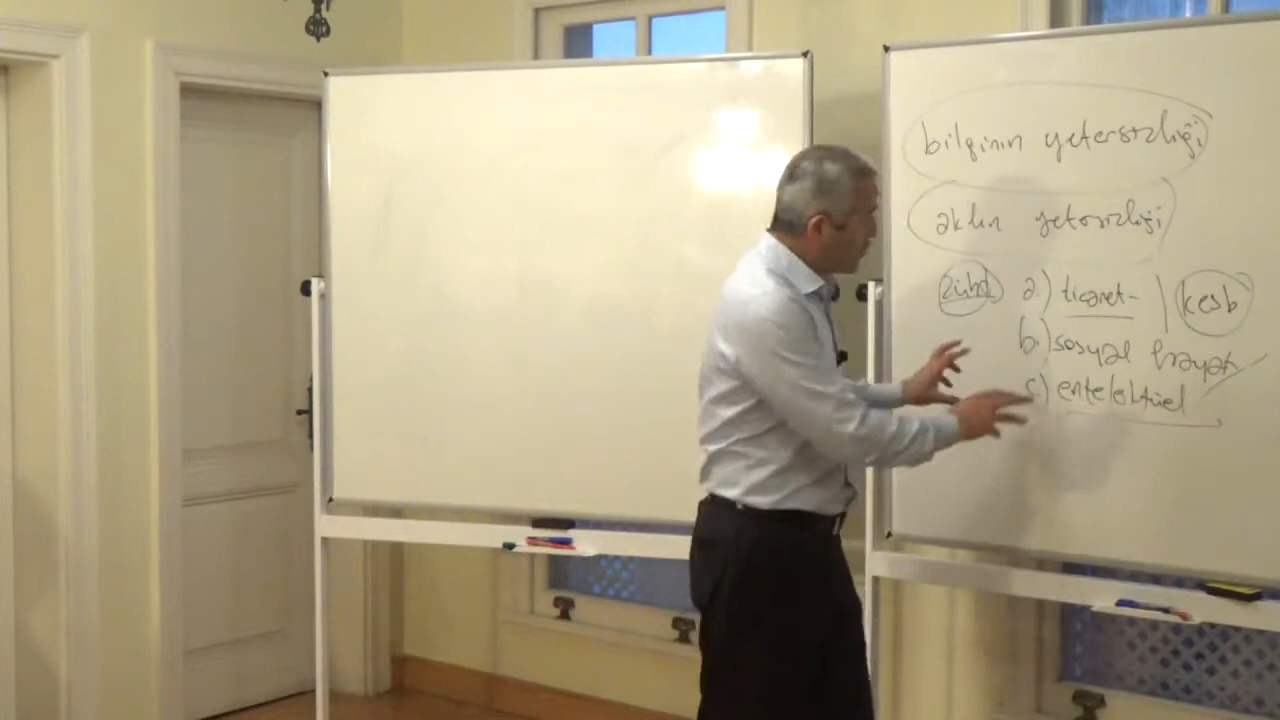 bilginin yetersizliği
aklın yetersizliği
zühd a.) ticaret- | kesb
b.) sosyal hayat
c) entelektüel